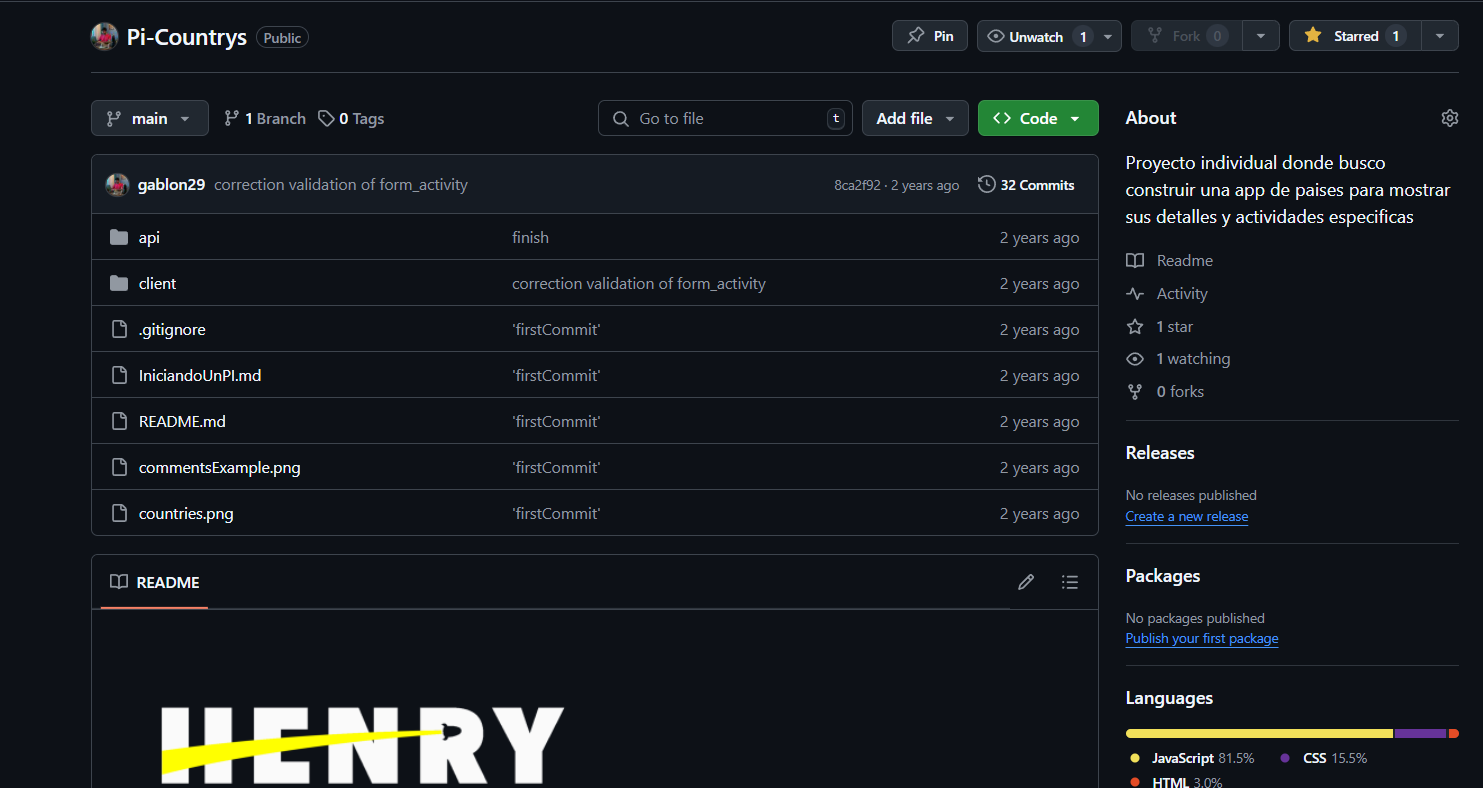 Pi-Countrys Public Pin Unwatch 1 Fork 0 Starred 1
main 1 Branch 0 Tags Go to file t Add file Code
gablon29 correction validation of form_activity 8ca2f92 · 2 years ago 32 Commits
api finish 2 years ago
client correction validation of form_activity 2 years ago
.gitignore 'firstCommit' 2 years ago
IniciandoUnPI.md 'firstCommit' 2 years ago
README.md 'firstCommit' 2 years ago
commentsExample.png 'firstCommit' 2 years ago
countries.png 'firstCommit' 2 years ago
README
HENRY
About
Proyecto individual donde busco
construir una app de paises para mostrar
sus detalles y actividades especificas
Readme
Activity
1 star
1 watching
0 forks
Releases
No releases published
Create a new release
Packages
No packages published
Publish your first package
Languages
JavaScript 81.5% CSS 15.5%
HTML 3.0%